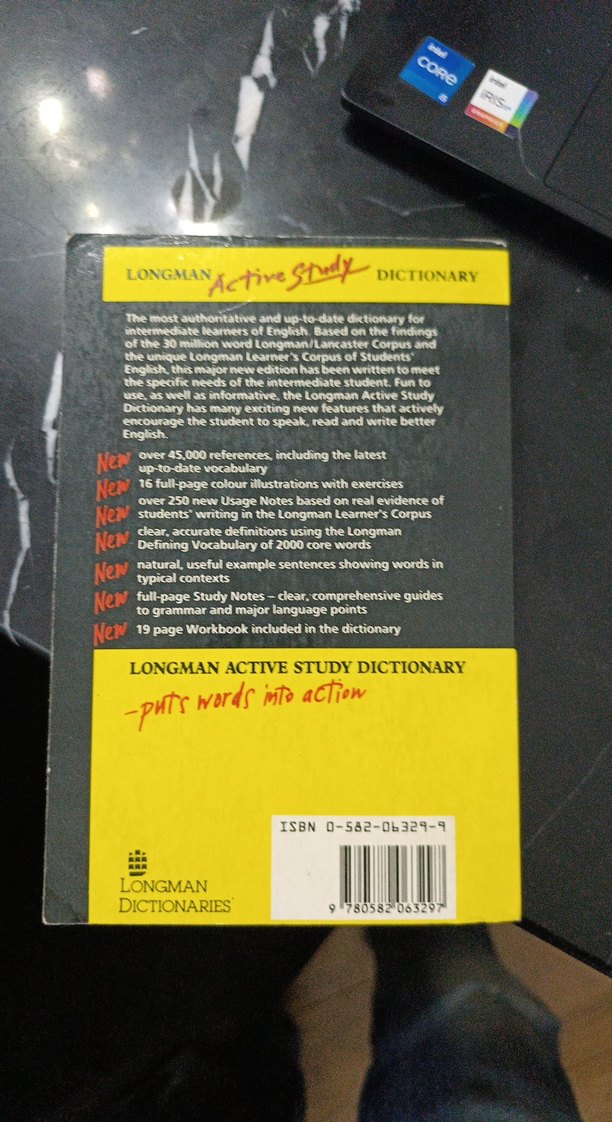 intel
CORE
i5
intel
iRIS xe
GRAPHICS
LONGMAN Active Study DICTIONARY
The most authoritative and up-to-date dictionary for
intermediate learners of English. Based on the findings
of the 30 million word Longman/Lancaster Corpus and
the unique Longman Learner's Corpus of Students'
English, this major new edition has been written to meet
the specific needs of the intermediate student. Fun to
use, as well as informative, the Longman Active Study
Dictionary has many exciting new features that actively
encourage the student to speak, read and write better
English.
New over 45,000 references, including the latest
up-to-date vocabulary
New 16 full-page colour illustrations with exercises
New over 250 new Usage Notes based on real evidence of
students' writing in the Longman Learner's Corpus
New clear, accurate definitions using the Longman
Defining Vocabulary of 2000 core words
New natural, useful example sentences showing words in
typical contexts
New full-page Study Notes – clear, comprehensive guides
to grammar and major language points
New 19 page Workbook included in the dictionary
LONGMAN ACTIVE STUDY DICTIONARY
–puts words into action
ISBN 0-582-06329-9
9 780582 063297
LONGMAN
DICTIONARIES